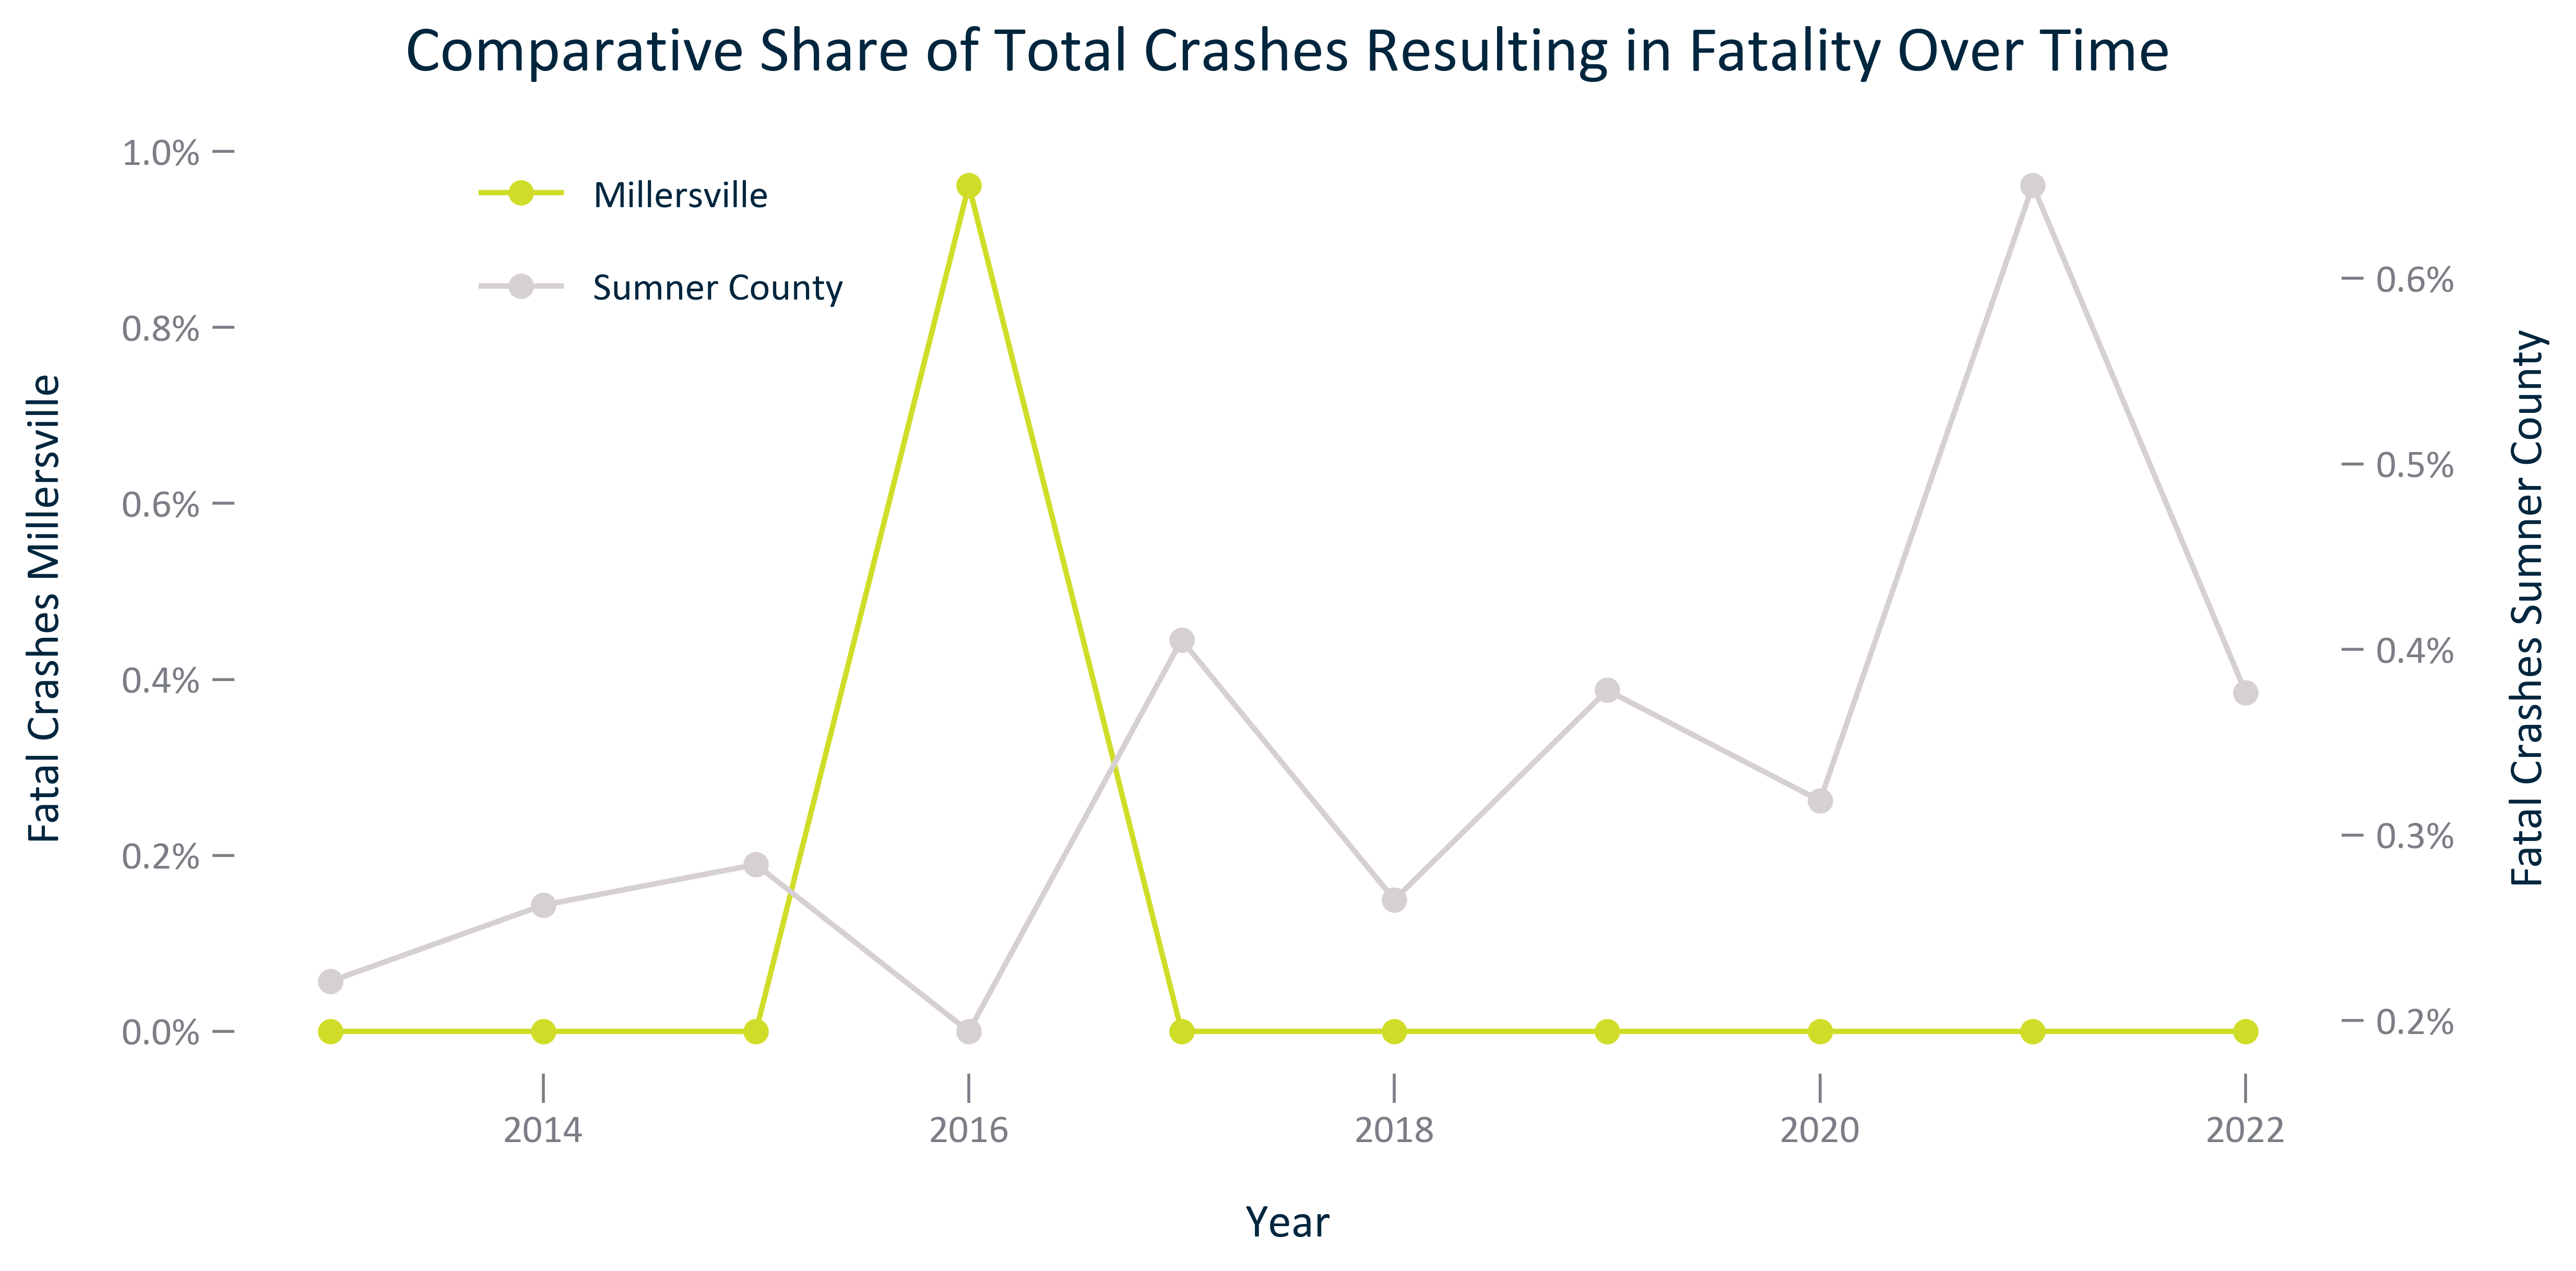 Comparative Share of Total Crashes Resulting in Fatality Over Time
Millersville
Sumner County
Fatal Crashes Millersville
1.0%
0.8%
0.6%
0.4%
0.2%
0.0%
Fatal Crashes Sumner County
0.6%
0.5%
0.4%
0.3%
0.2%
2014
2016
2018
2020
2022
Year